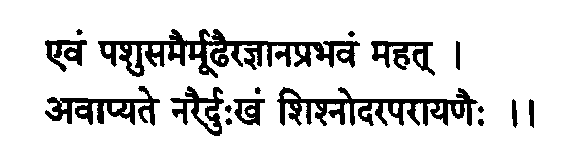 एवं पशुसमैर्मूढैरज्ञानप्रभवं महत् ।
अवाप्यते नरैर्दुःखं शिश्नोदरपरायणैः ।।